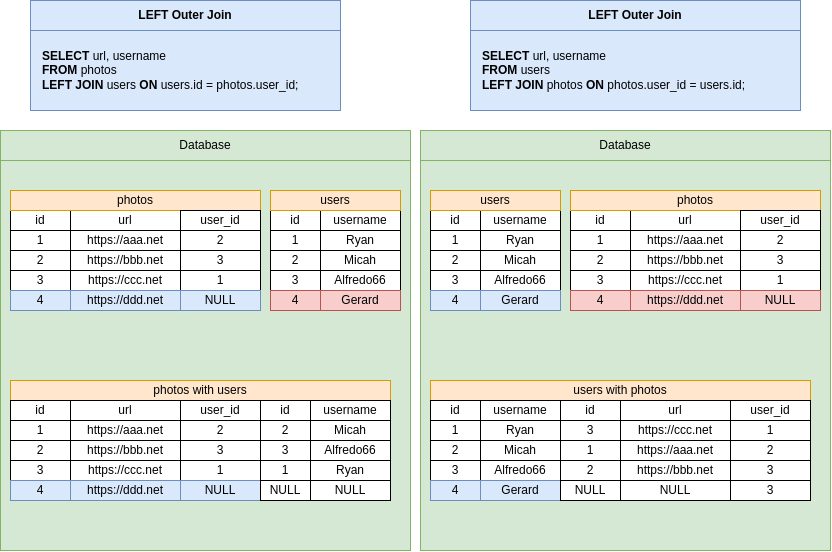 LEFT Outer Join
SELECT url, username
FROM photos
LEFT JOIN users ON users.id = photos.user_id;
Database
photos
id url user_id
1 https://aaa.net 2
2 https://bbb.net 3
3 https://ccc.net 1
4 https://ddd.net NULL
users
id username
1 Ryan
2 Micah
3 Alfredo66
4 Gerard
photos with users
id url user_id id username
1 https://aaa.net 2 2 Micah
2 https://bbb.net 3 3 Alfredo66
3 https://ccc.net 1 1 Ryan
4 https://ddd.net NULL NULL NULL
LEFT Outer Join
SELECT url, username
FROM users
LEFT JOIN photos ON photos.user_id = users.id;
Database
users
id username
1 Ryan
2 Micah
3 Alfredo66
4 Gerard
photos
id url user_id
1 https://aaa.net 2
2 https://bbb.net 3
3 https://ccc.net 1
4 https://ddd.net NULL
users with photos
id username id url user_id
1 Ryan 3 https://ccc.net 1
2 Micah 1 https://aaa.net 2
3 Alfredo66 2 https://bbb.net 3
4 Gerard NULL NULL 3